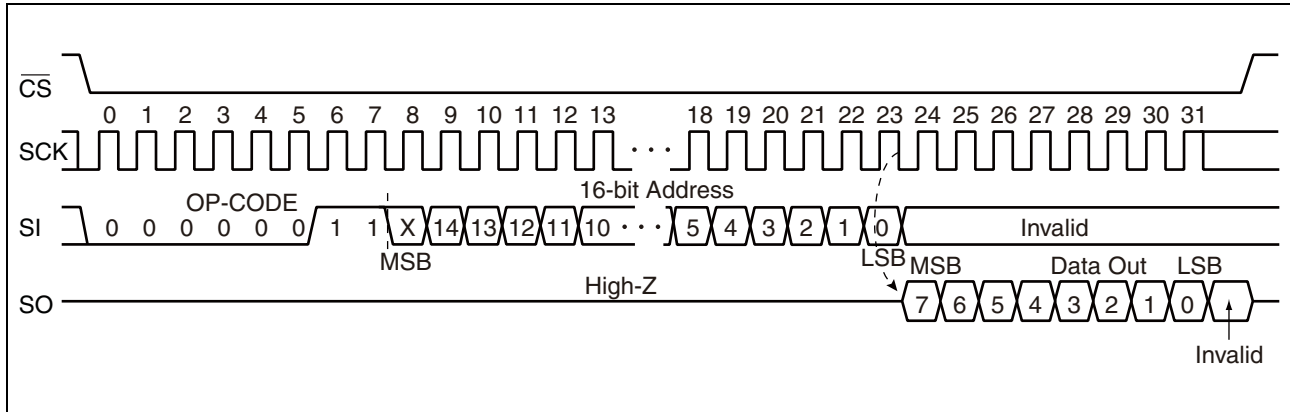 CS
0 1 2 3 4 5 6 7 8 9 10 11 12 13 18 19 20 21 22 23 24 25 26 27 28 29 30 31
SCK ···
OP-CODE 16-bit Address
SI 0 0 0 0 0 0 1 1 X 14 13 12 11 10 ··· 5 4 3 2 1 0 Invalid
MSB LSB MSB Data Out LSB
High-Z
SO 7 6 5 4 3 2 1 0
Invalid